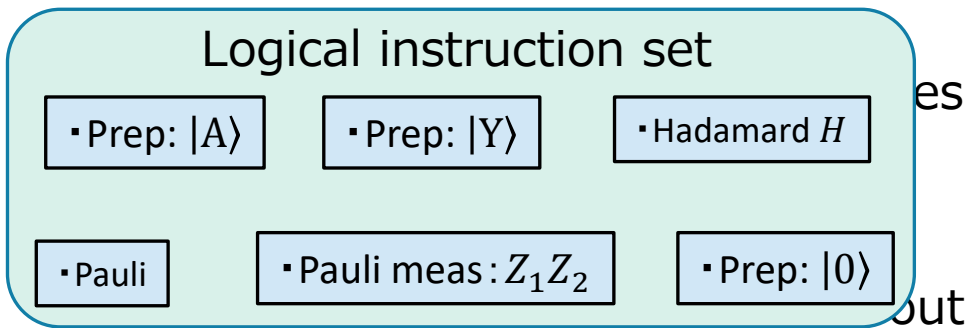 Logical instruction set
es
▪Prep: |A⟩ ▪Prep: |Y⟩ ▪Hadamard H
▪Pauli ▪Pauli meas：Z₁Z₂ ▪Prep: |0⟩
out